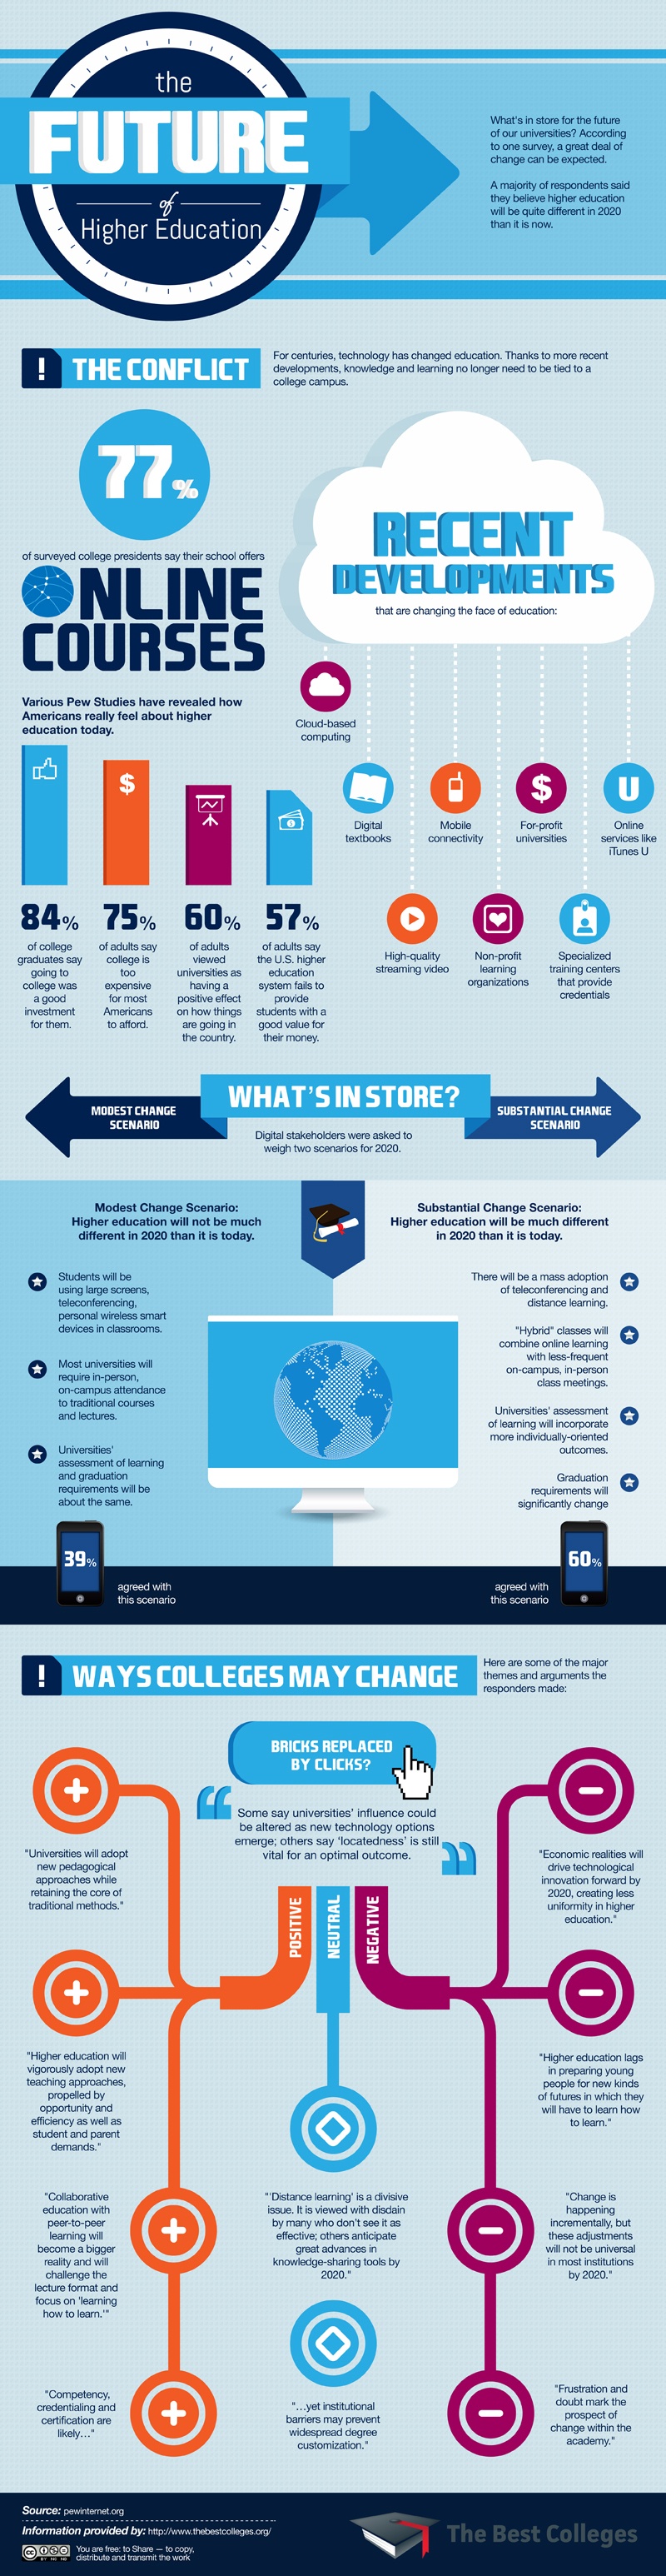 the
FUTURE
of
Higher Education
What's in store for the future
of our universities? According
to one survey, a great deal of
change can be expected.
A majority of respondents said
they believe higher education
will be quite different in 2020
than it is now.
! THE CONFLICT
For centuries, technology has changed education. Thanks to more recent
developments, knowledge and learning no longer need to be tied to a
college campus.
77%
of surveyed college presidents say their school offers
ONLINE
COURSES
RECENT
DEVELOPMENTS
that are changing the face of education:
Cloud-based
computing
Digital
textbooks
Mobile
connectivity
$
For-profit
universities
U
Online
services like
iTunes U
High-quality
streaming video
Non-profit
learning
organizations
Specialized
training centers
that provide
credentials
Various Pew Studies have revealed how
Americans really feel about higher
education today.
$
84%
of college
graduates say
going to
college was
a good
investment
for them.
75%
of adults say
college is
too
expensive
for most
Americans
to afford.
60%
of adults
viewed
universities as
having a
positive effect
on how things
are going in
the country.
57%
of adults say
the U.S. higher
education
system fails to
provide
students with a
good value for
their money.
WHAT'S IN STORE?
MODEST CHANGE
SCENARIO
SUBSTANTIAL CHANGE
SCENARIO
Digital stakeholders were asked to
weigh two scenarios for 2020.
Modest Change Scenario:
Higher education will not be much
different in 2020 than it is today.
Students will be
using large screens,
teleconferencing,
personal wireless smart
devices in classrooms.
Most universities will
require in-person,
on-campus attendance
to traditional courses
and lectures.
Universities'
assessment of learning
and graduation
requirements will be
about the same.
39%
agreed with
this scenario
Substantial Change Scenario:
Higher education will be much different
in 2020 than it is today.
There will be a mass adoption
of teleconferencing and
distance learning.
"Hybrid" classes will
combine online learning
with less-frequent
on-campus, in-person
class meetings.
Universities' assessment
of learning will incorporate
more individually-oriented
outcomes.
Graduation
requirements will
significantly change
60%
agreed with
this scenario
! WAYS COLLEGES MAY CHANGE
Here are some of the major
themes and arguments the
responders made:
BRICKS REPLACED
BY CLICKS?
“Some say universities' influence could
be altered as new technology options
emerge; others say 'locatedness' is still
vital for an optimal outcome.”
POSITIVE
NEUTRAL
NEGATIVE
"Universities will adopt
new pedagogical
approaches while
retaining the core of
traditional methods."
"Higher education will
vigorously adopt new
teaching approaches,
propelled by
opportunity and
efficiency as well as
student and parent
demands."
"Collaborative
education with
peer-to-peer
learning will
become a bigger
reality and will
challenge the
lecture format and
focus on 'learning
how to learn.'"
"Competency,
credentialing and
certification are
likely…"
"'Distance learning' is a divisive
issue. It is viewed with disdain
by many who don't see it as
effective; others anticipate
great advances in
knowledge-sharing tools by
2020."
"…yet institutional
barriers may prevent
widespread degree
customization."
"Economic realities will
drive technological
innovation forward by
2020, creating less
uniformity in higher
education."
"Higher education lags
in preparing young
people for new kinds
of futures in which they
will have to learn how
to learn."
"Change is
happening
incrementally, but
these adjustments
will not be universal
in most institutions
by 2020."
"Frustration and
doubt mark the
prospect of
change within the
academy."
Source: pewinternet.org
Information provided by: http://www.thebestcolleges.org/
cc BY NC ND
You are free: to Share — to copy,
distribute and transmit the work
The Best Colleges